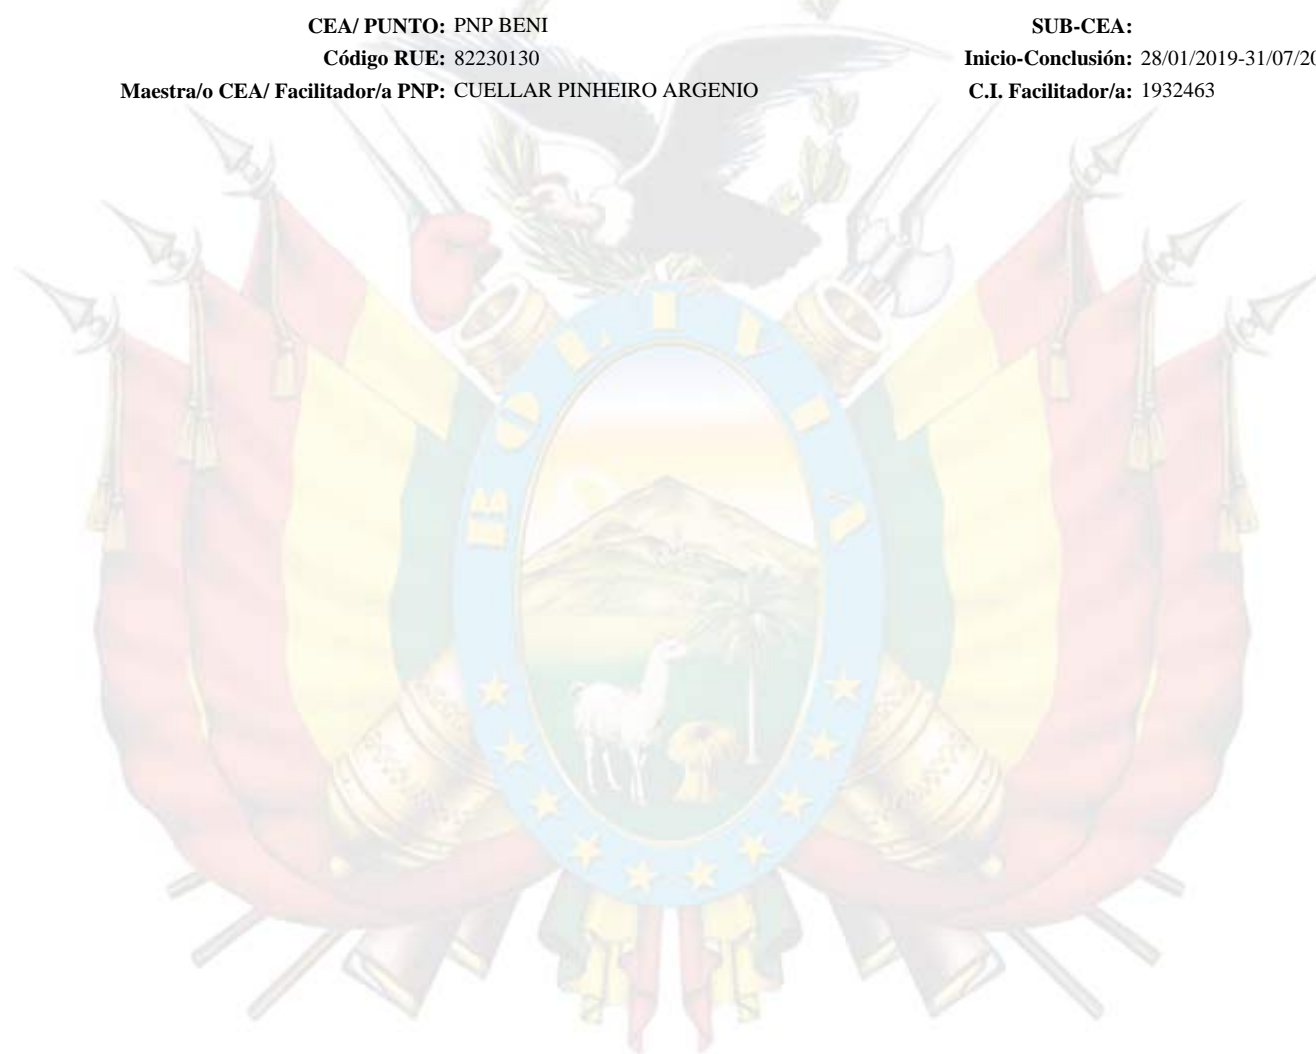 CEA/ PUNTO: PNP BENI SUB-CEA:
Código RUE: 82230130 Inicio-Conclusión: 28/01/2019-31/07/20
Maestra/o CEA/ Facilitador/a PNP: CUELLAR PINHEIRO ARGENIO C.I. Facilitador/a: 1932463
BOLIVIA